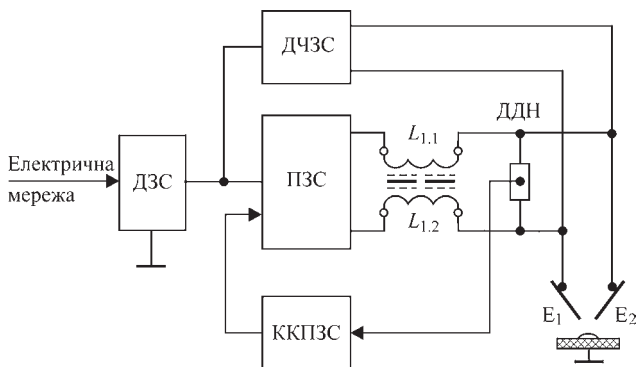 ДЧЗС
ДДН
L1.1
Електрична
мережа
ДЗС
ПЗС
L1.2
ККПЗС
E1
E2